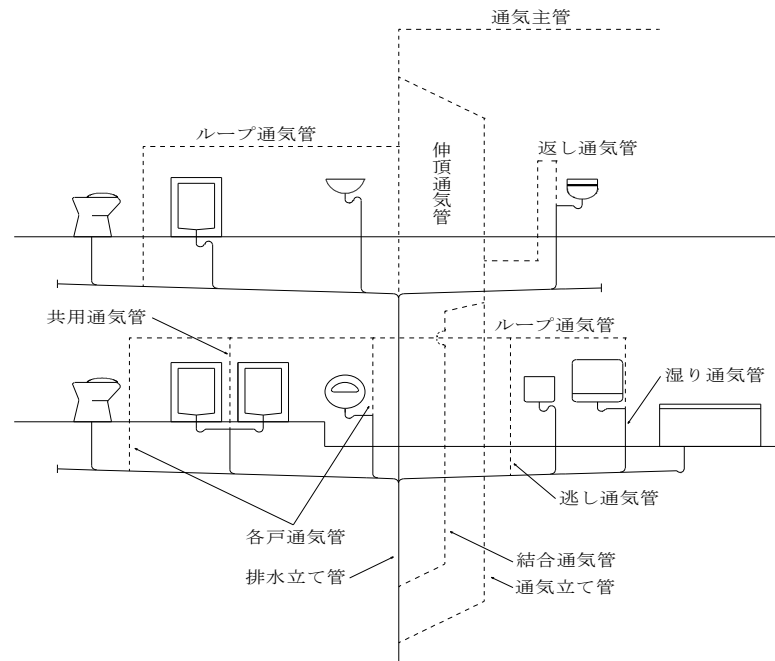 通気主管
ループ通気管
伸頂通気管
返し通気管
共用通気管
ループ通気管
湿り通気管
逃し通気管
各戸通気管
結合通気管
排水立て管
通気立て管